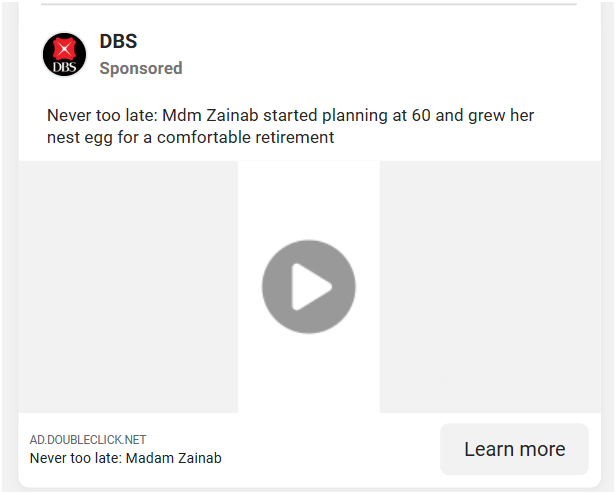 DBS
DBS
Sponsored
Never too late: Mdm Zainab started planning at 60 and grew her
nest egg for a comfortable retirement
AD.DOUBLECLICK.NET
Never too late: Madam Zainab
Learn more